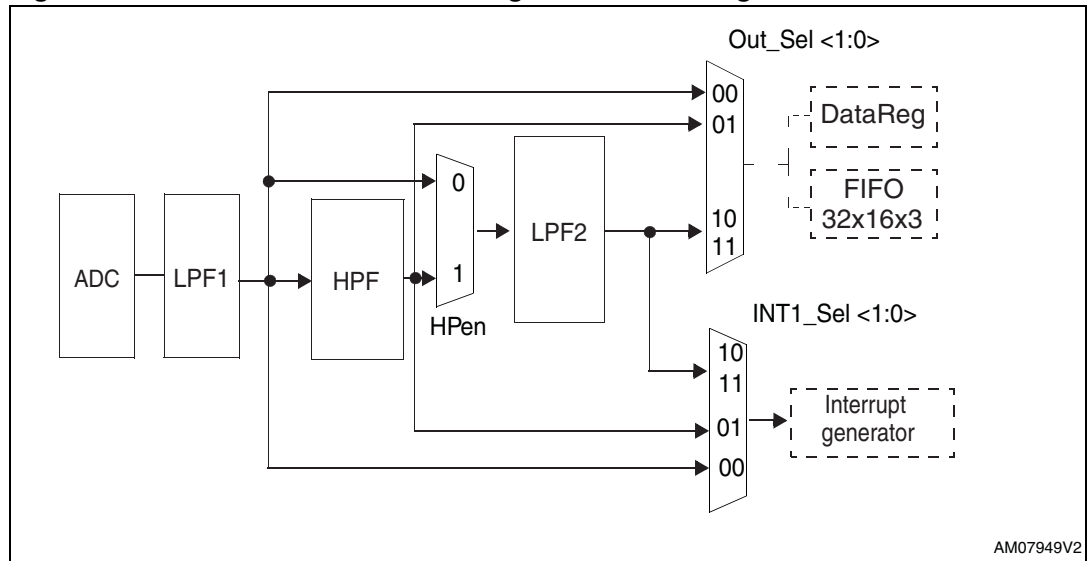 Out_Sel <1:0>
00
01
DataReg
0
FIFO
32x16x3
10
11
LPF2
ADC
LPF1
HPF
1
HPen
INT1_Sel <1:0>
10
11
01
00
Interrupt
generator
AM07949V2